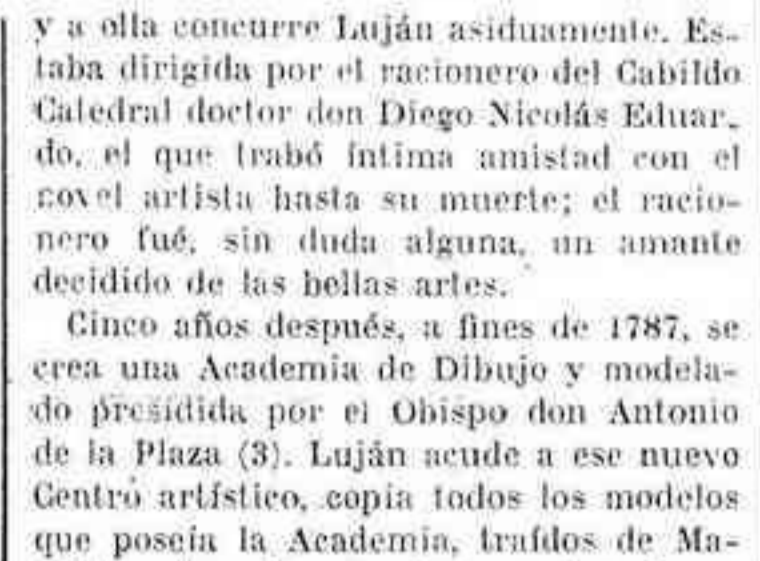 y a ella concurre Luján asiduamente. Es-
taba dirigida por el racionero del Cabildo
Catedral doctor don Diego Nicolás Eduar-
do, el que trabó íntima amistad con el
novel artista hasta su muerte; el racio-
nero fué, sin duda alguna, un amante
decidido de las bellas artes.
Cinco años después, a fines de 1787, se
crea una Academia de Dibujo y modela-
do presidida por el Obispo don Antonio
de la Plaza (3). Luján acude a ese nuevo
Centro artístico, copia todos los modelos
que poseía la Academia, traídos de Ma-